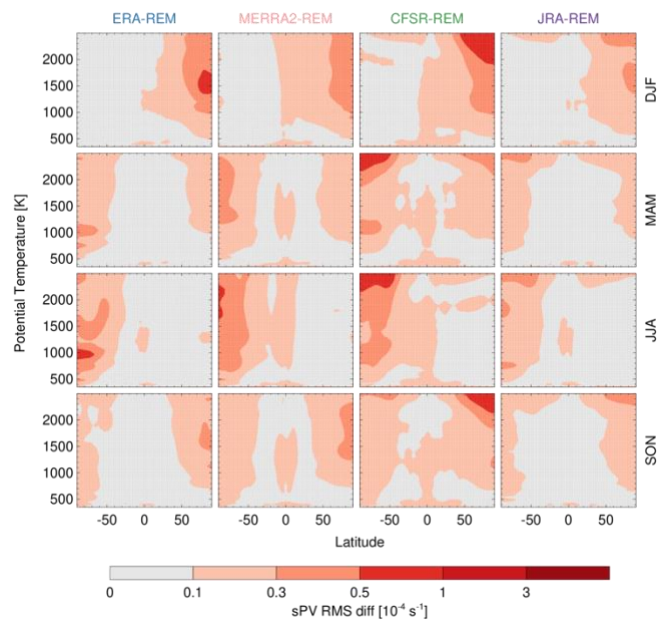 ERA-REM MERRA2-REM CFSR-REM JRA-REM
2000
1500
1000
500
DJF
2000
1500
1000
500
MAM
Potential Temperature [K]
2000
1500
1000
500
JJA
2000
1500
1000
500
SON
-50 0 50 -50 0 50 -50 0 50 -50 0 50
Latitude
0 0.1 0.3 0.5 1 3
sPV RMS diff [10⁻⁴ s⁻¹]